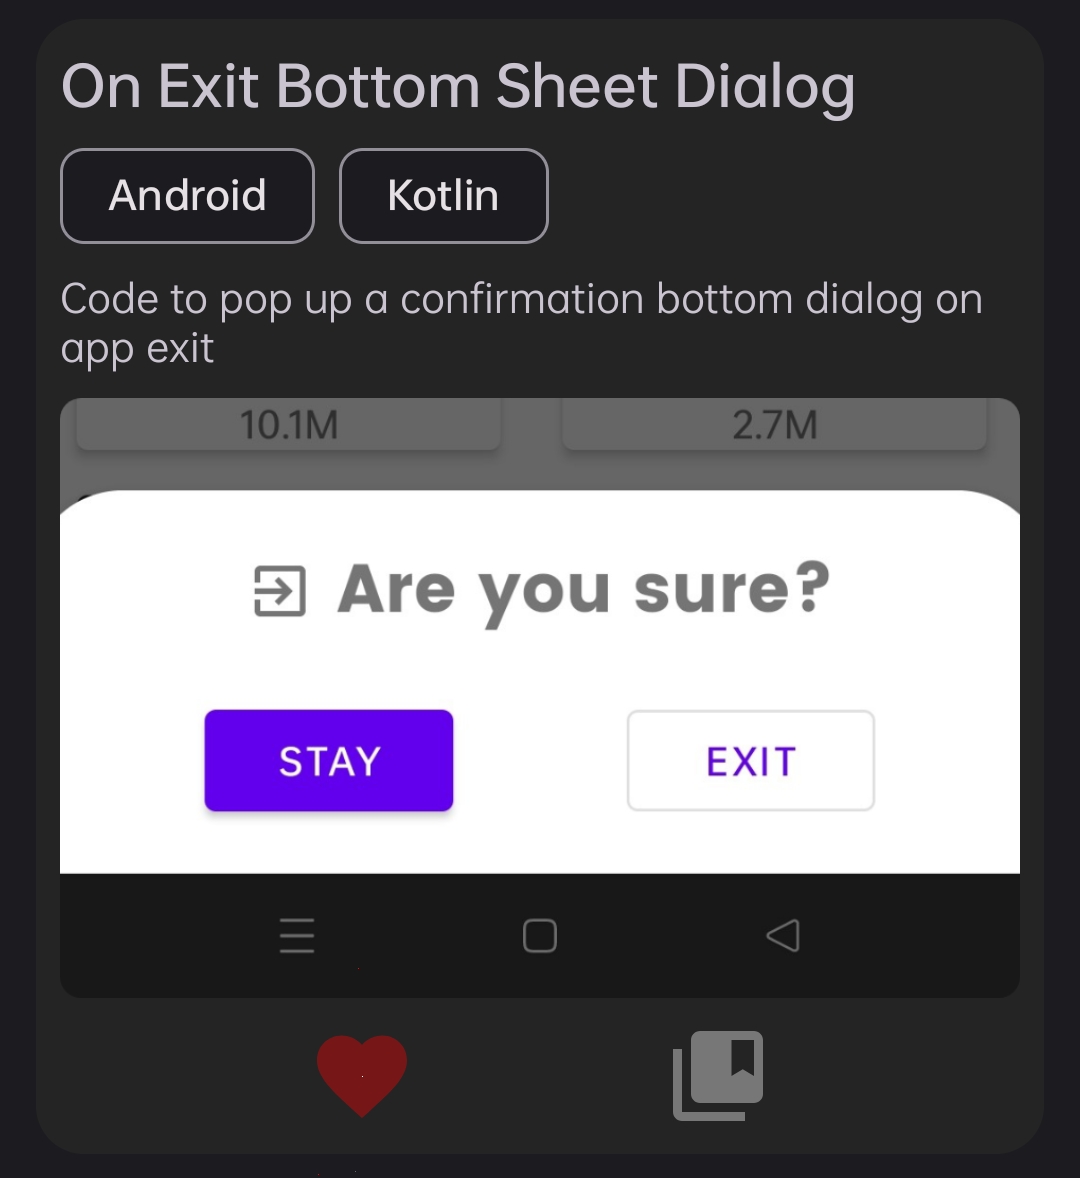 On Exit Bottom Sheet Dialog
Android
Kotlin
Code to pop up a confirmation bottom dialog on
app exit
10.1M
2.7M
Are you sure?
STAY
EXIT